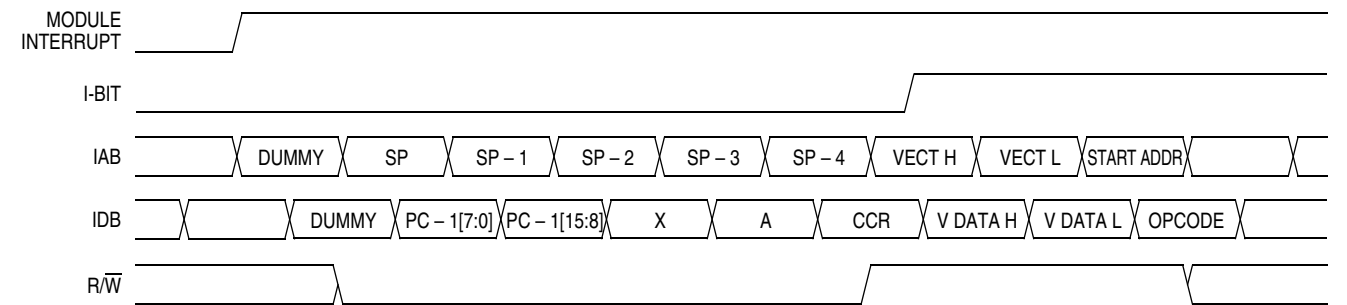 MODULE
INTERRUPT
I-BIT
IAB DUMMY SP SP – 1 SP – 2 SP – 3 SP – 4 VECT H VECT L START ADDR
IDB DUMMY PC – 1[7:0] PC – 1[15:8] X A CCR V DATA H V DATA L OPCODE
R/W̅